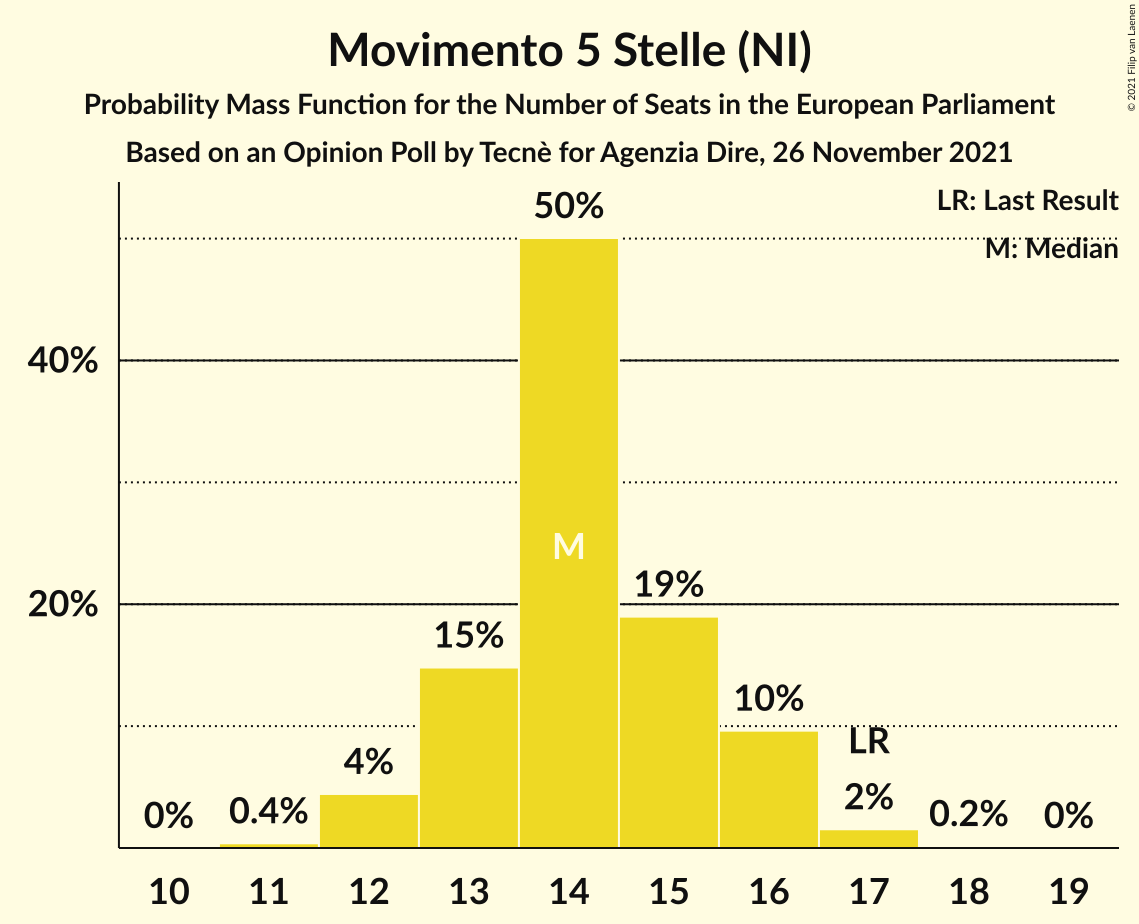 Movimento 5 Stelle (NI)
Probability Mass Function for the Number of Seats in the European Parliament
Based on an Opinion Poll by Tecnè for Agenzia Dire, 26 November 2021
© 2021 Filip van Laenen
LR: Last Result
M: Median
40%
20%
0%
0.4%
4%
15%
50%
M
19%
10%
LR
2%
0.2%
0%
10 11 12 13 14 15 16 17 18 19